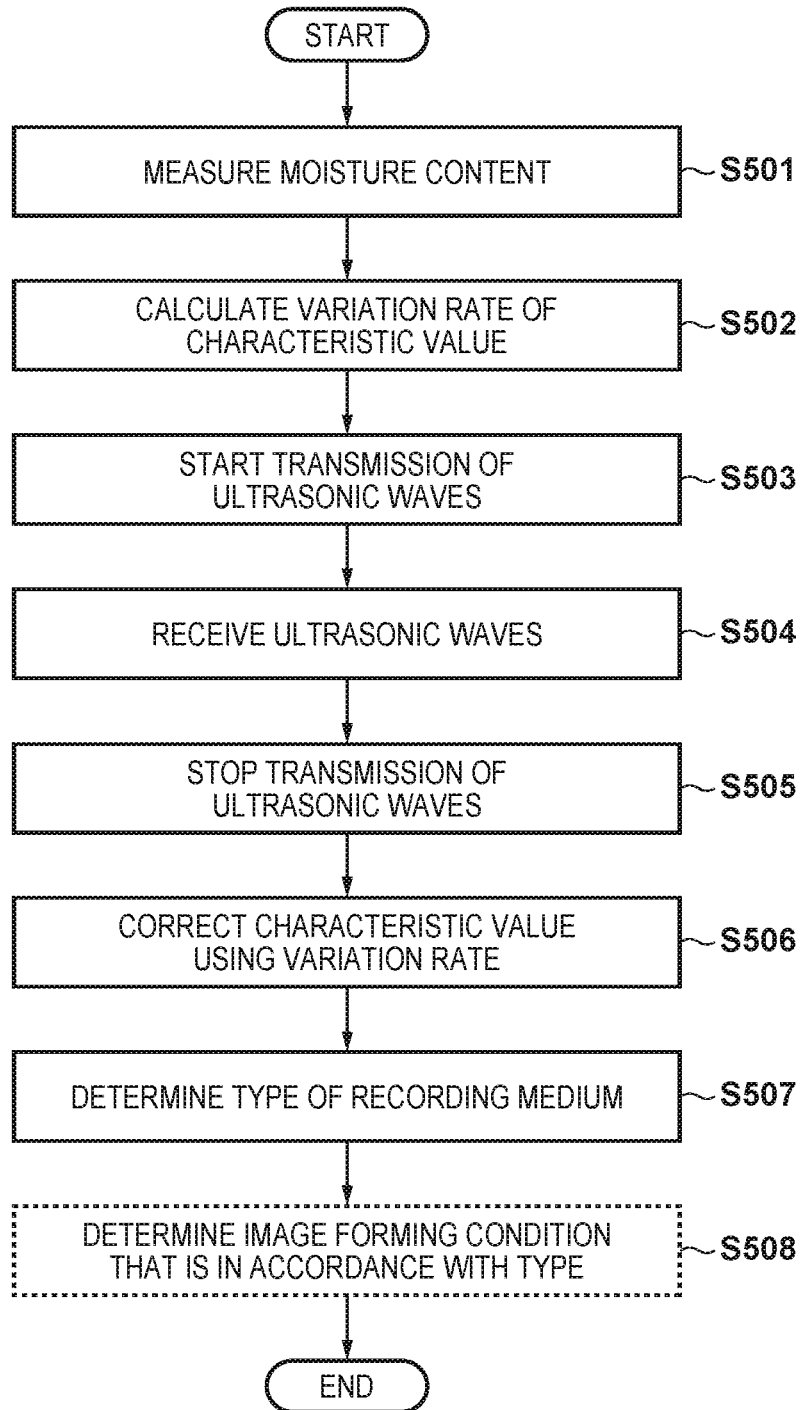 START
MEASURE MOISTURE CONTENT
S501
CALCULATE VARIATION RATE OF
CHARACTERISTIC VALUE
S502
START TRANSMISSION OF
ULTRASONIC WAVES
S503
RECEIVE ULTRASONIC WAVES
S504
STOP TRANSMISSION OF
ULTRASONIC WAVES
S505
CORRECT CHARACTERISTIC VALUE
USING VARIATION RATE
S506
DETERMINE TYPE OF RECORDING MEDIUM
S507
DETERMINE IMAGE FORMING CONDITION
THAT IS IN ACCORDANCE WITH TYPE
S508
END